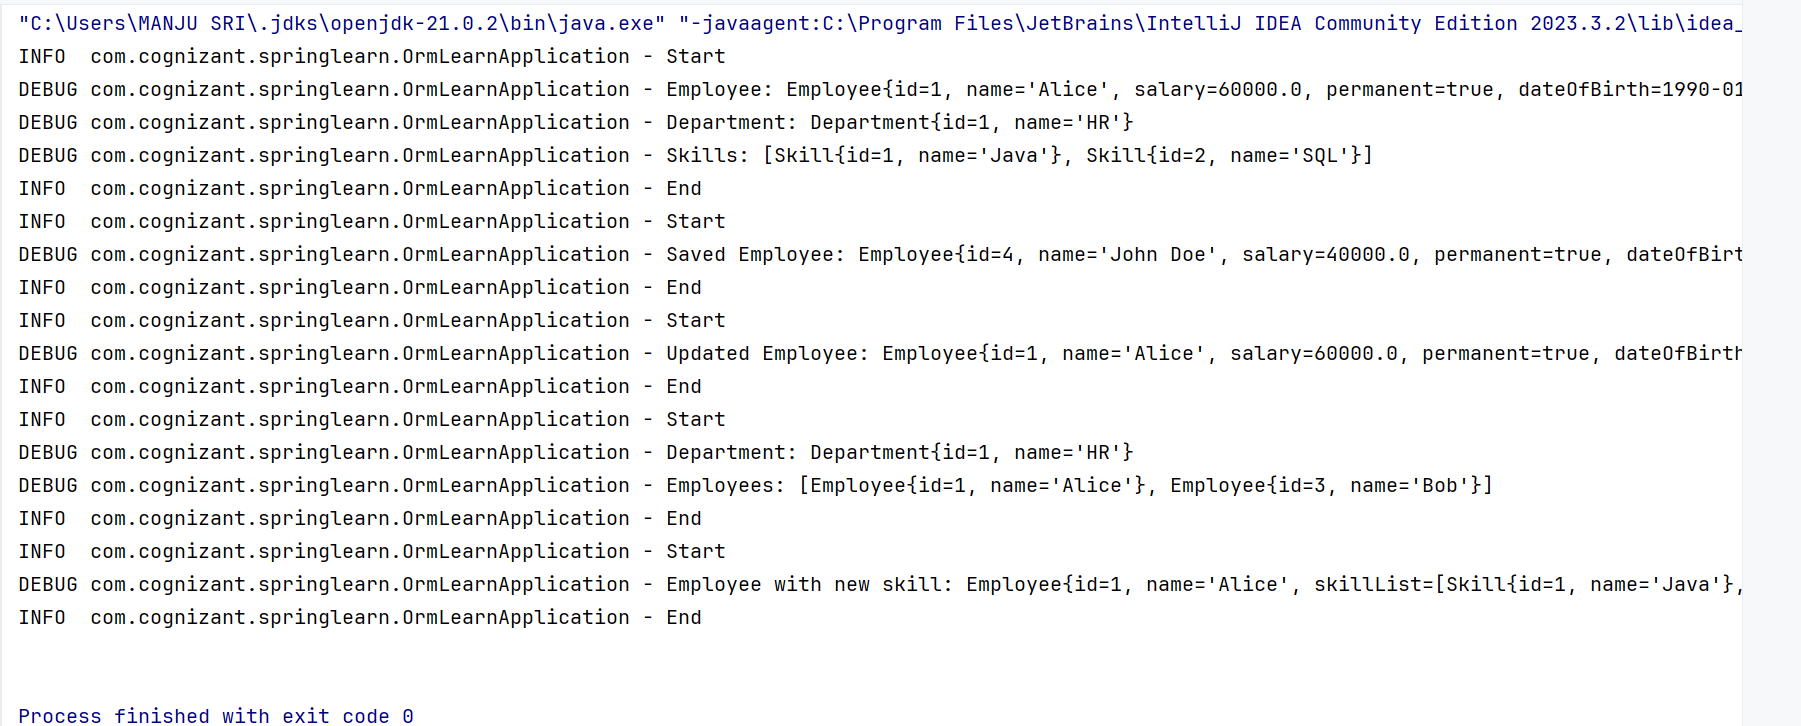 "C:\Users\MANJU SRI\.jdks\openjdk-21.0.2\bin\java.exe" "-javaagent:C:\Program Files\JetBrains\IntelliJ IDEA Community Edition 2023.3.2\lib\idea_
INFO  com.cognizant.springlearn.OrmLearnApplication - Start
DEBUG com.cognizant.springlearn.OrmLearnApplication - Employee: Employee{id=1, name='Alice', salary=60000.0, permanent=true, dateOfBirth=1990-01
DEBUG com.cognizant.springlearn.OrmLearnApplication - Department: Department{id=1, name='HR'}
DEBUG com.cognizant.springlearn.OrmLearnApplication - Skills: [Skill{id=1, name='Java'}, Skill{id=2, name='SQL'}]
INFO  com.cognizant.springlearn.OrmLearnApplication - End
INFO  com.cognizant.springlearn.OrmLearnApplication - Start
DEBUG com.cognizant.springlearn.OrmLearnApplication - Saved Employee: Employee{id=4, name='John Doe', salary=40000.0, permanent=true, dateOfBirt
INFO  com.cognizant.springlearn.OrmLearnApplication - End
INFO  com.cognizant.springlearn.OrmLearnApplication - Start
DEBUG com.cognizant.springlearn.OrmLearnApplication - Updated Employee: Employee{id=1, name='Alice', salary=60000.0, permanent=true, dateOfBirth
INFO  com.cognizant.springlearn.OrmLearnApplication - End
INFO  com.cognizant.springlearn.OrmLearnApplication - Start
DEBUG com.cognizant.springlearn.OrmLearnApplication - Department: Department{id=1, name='HR'}
DEBUG com.cognizant.springlearn.OrmLearnApplication - Employees: [Employee{id=1, name='Alice'}, Employee{id=3, name='Bob'}]
INFO  com.cognizant.springlearn.OrmLearnApplication - End
INFO  com.cognizant.springlearn.OrmLearnApplication - Start
DEBUG com.cognizant.springlearn.OrmLearnApplication - Employee with new skill: Employee{id=1, name='Alice', skillList=[Skill{id=1, name='Java'},
INFO  com.cognizant.springlearn.OrmLearnApplication - End
Process finished with exit code 0